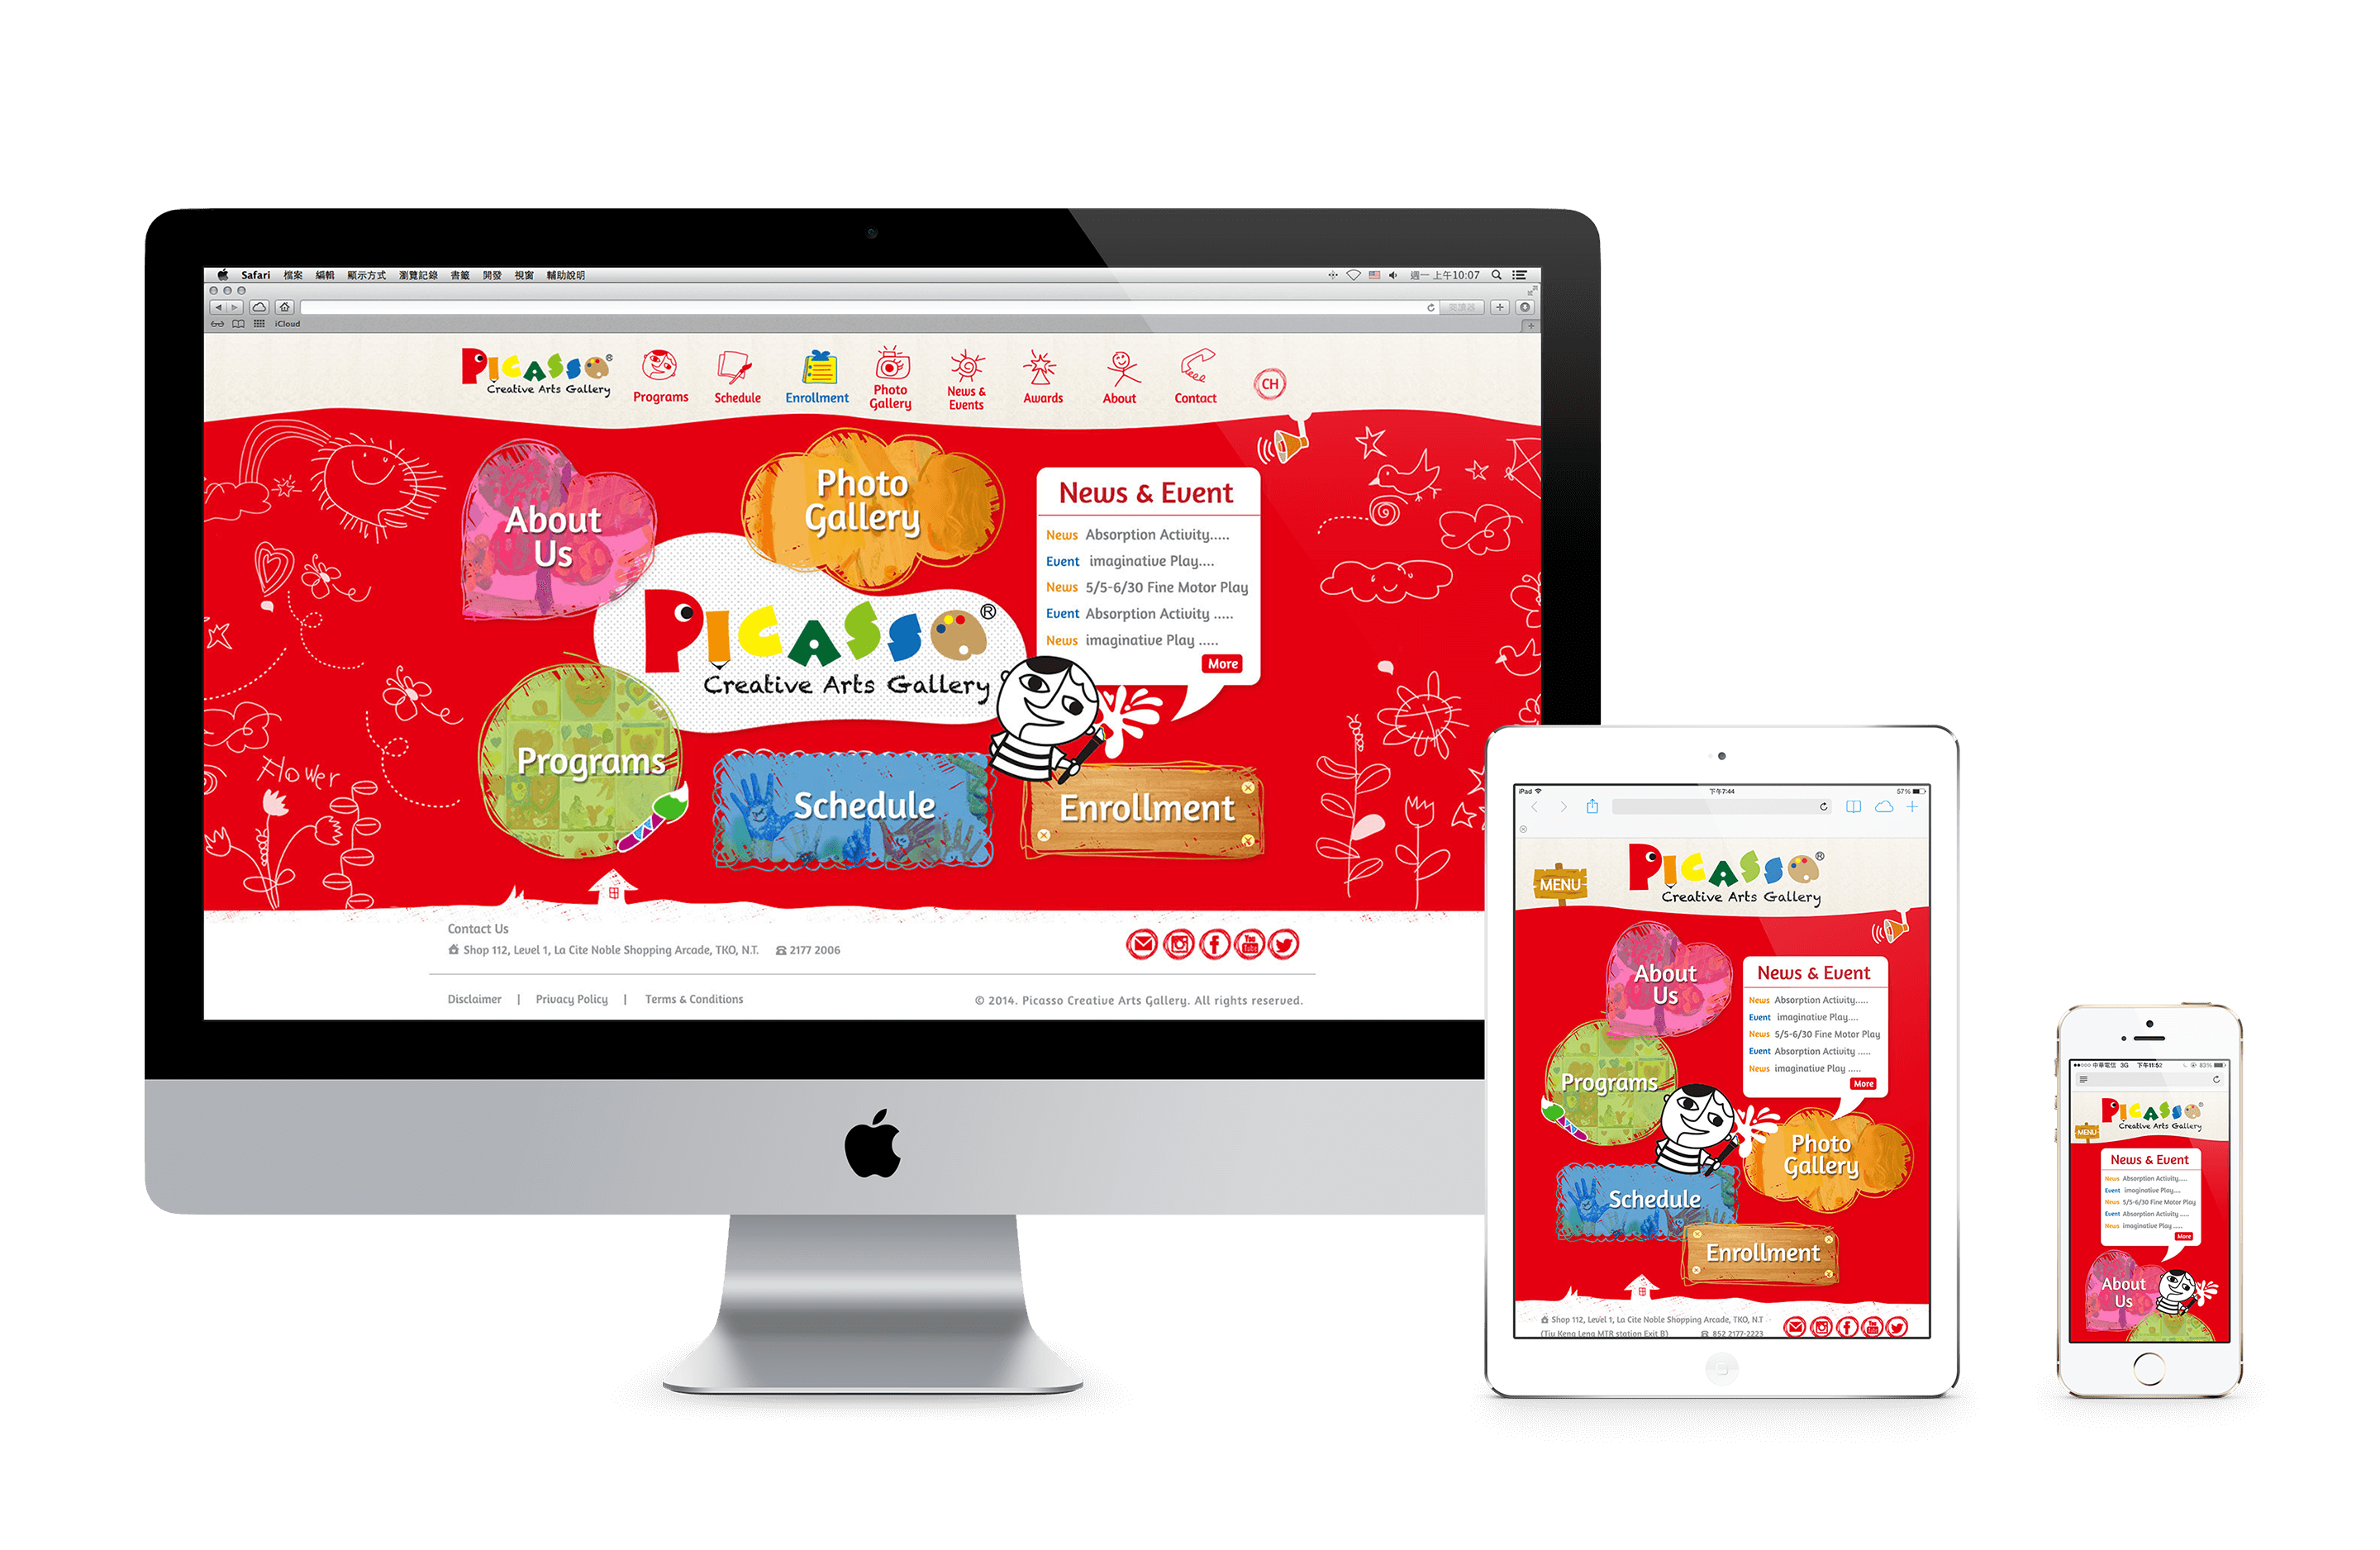 Safari 檔案 編輯 顯示方式 瀏覽記錄 書籤 開發 視窗 輔助說明 週一 上午10:07
閱讀器
iCloud
PICASSO®
Creative Arts Gallery
Programs
Schedule
Enrollment
Photo
Gallery
News &
Events
Awards
About
Contact
CH
About
Us
Photo
Gallery
News & Event
News Absorption Activity.....
Event imaginative Play....
News 5/5-6/30 Fine Motor Play
Event Absorption Activity .....
News imaginative Play .....
More
PICASSO®
Creative Arts Gallery
Programs
Schedule
Enrollment
Hower
Contact Us
Shop 112, Level 1, La Cite Noble Shopping Arcade, TKO, N.T. 2177 2006
You
Tube
Disclaimer | Privacy Policy | Terms & Conditions
© 2014. Picasso Creative Arts Gallery. All rights reserved.
iPad 下午7:44 57%
MENU
PICASSO®
Creative Arts Gallery
About
Us
News & Event
News Absorption Activity.....
Event imaginative Play....
News 5/5-6/30 Fine Motor Play
Event Absorption Activity .....
News imaginative Play .....
More
Programs
Photo
Gallery
Schedule
Enrollment
Shop 112, Level 1, La Cite Noble Shopping Arcade, TKO, N.T
(Tiu Keng Leng MTR station Exit B) 852 2177-2223
You
Tube
中華電信 3G 下午11:52 83%
PICASSO®
Creative Arts Gallery
MENU
News & Event
News Absorption Activity.....
Event imaginative Play....
News 5/5-6/30 Fine Motor Play
Event Absorption Activity .....
News imaginative Play .....
More
About
Us